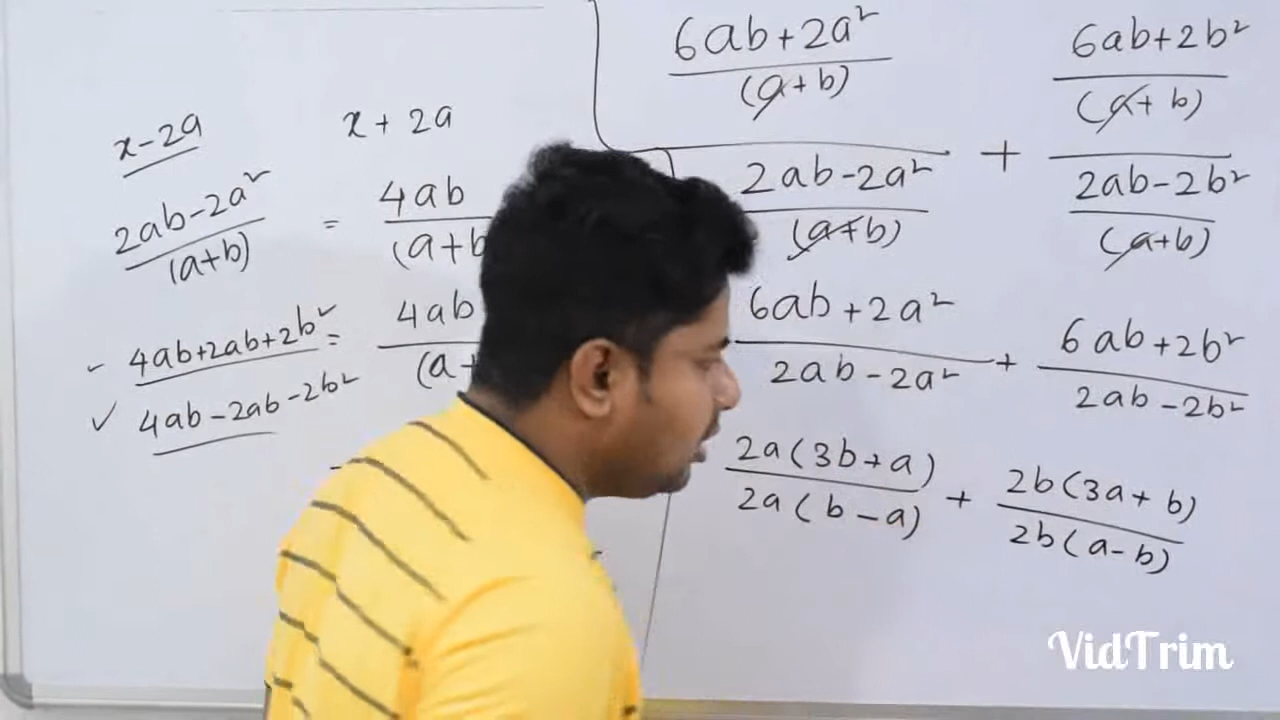 x-2a
x + 2a
2ab-2a² / (a+b) = 4ab / (a+b
4ab+2ab+2b² = 4ab / (a+
4ab-2ab-2b²
6ab+2a² / (a+b) / 2ab-2a² / (a+b) + 6ab+2b² / (a+b) / 2ab-2b² / (a+b)
6ab+2a² / 2ab-2a² + 6ab+2b² / 2ab-2b²
2a(3b+a) / 2a(b-a) + 2b(3a+b) / 2b(a-b)
VidTrim